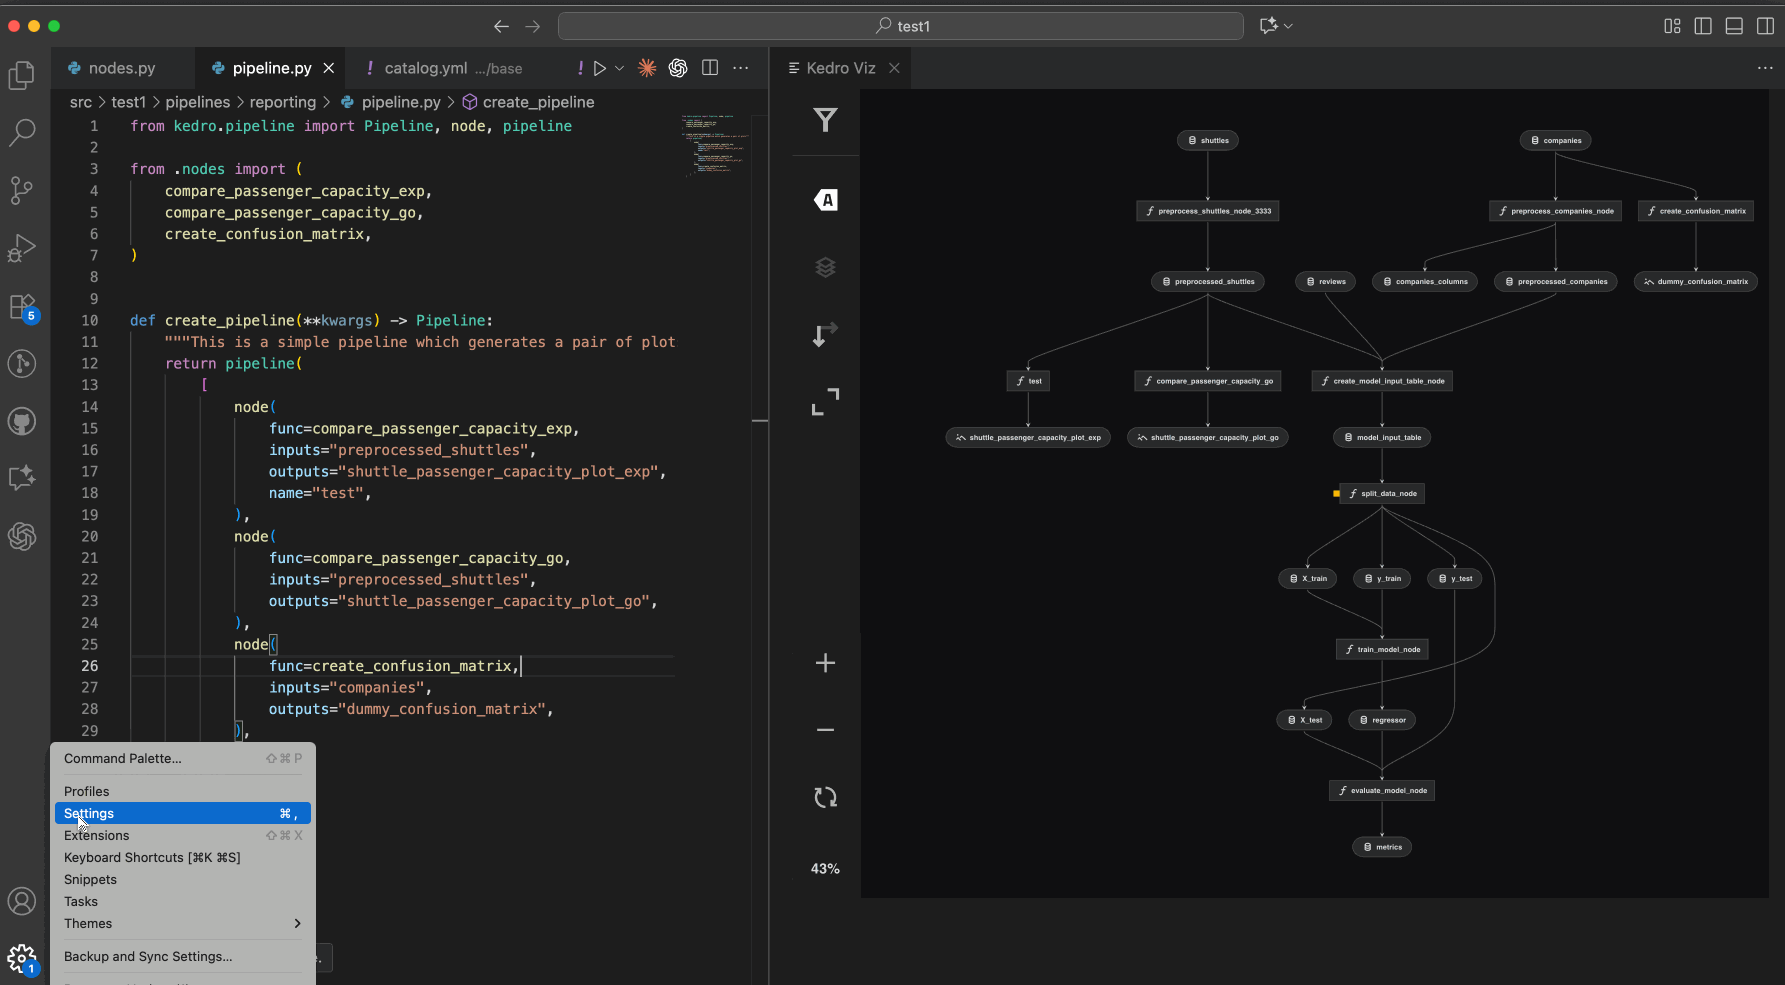 test1
nodes.py
pipeline.py
! catalog.yml .../base
!
Kedro Viz
src > test1 > pipelines > reporting > pipeline.py > create_pipeline
1 from kedro.pipeline import Pipeline, node, pipeline
2
3 from .nodes import (
4 compare_passenger_capacity_exp,
5 compare_passenger_capacity_go,
6 create_confusion_matrix,
7 )
8
9
10 def create_pipeline(**kwargs) -> Pipeline:
11 """This is a simple pipeline which generates a pair of plot
12 return pipeline(
13 [
14 node(
15 func=compare_passenger_capacity_exp,
16 inputs="preprocessed_shuttles",
17 outputs="shuttle_passenger_capacity_plot_exp",
18 name="test",
19 ),
20 node(
21 func=compare_passenger_capacity_go,
22 inputs="preprocessed_shuttles",
23 outputs="shuttle_passenger_capacity_plot_go",
24 ),
25 node(
26 func=create_confusion_matrix,
27 inputs="companies",
28 outputs="dummy_confusion_matrix",
29 ),
5
1
Command Palette... ⇧⌘P
Profiles
Settings ⌘,
Extensions ⇧⌘X
Keyboard Shortcuts [⌘K ⌘S]
Snippets
Tasks
Themes
Backup and Sync Settings...
A
43%
shuttles
companies
preprocess_shuttles_node_3333
preprocess_companies_node
create_confusion_matrix
preprocessed_shuttles
reviews
companies_columns
preprocessed_companies
dummy_confusion_matrix
test
compare_passenger_capacity_go
create_model_input_table_node
shuttle_passenger_capacity_plot_exp
shuttle_passenger_capacity_plot_go
model_input_table
split_data_node
X_train
y_train
y_test
train_model_node
X_test
regressor
evaluate_model_node
metrics